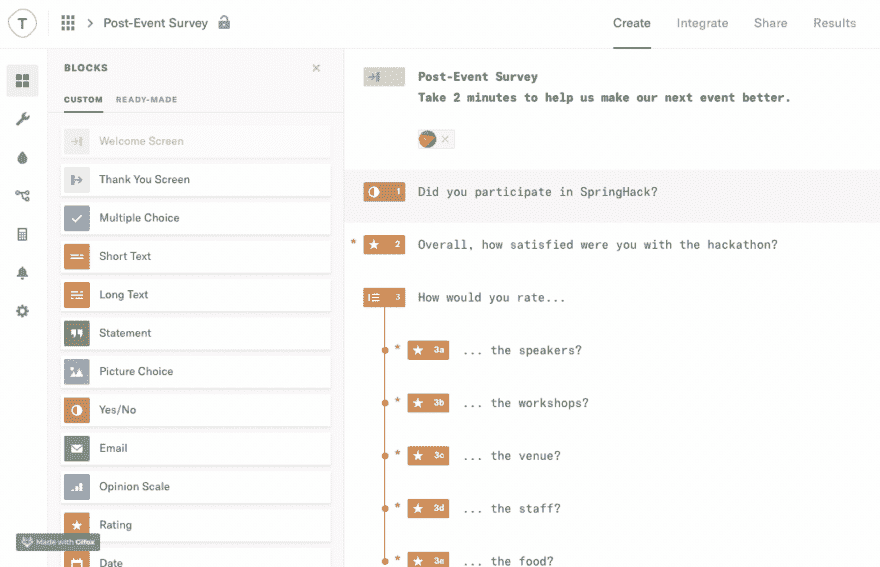 T
Post-Event Survey
Create
Integrate
Share
Results
BLOCKS
CUSTOM
READY-MADE
Welcome Screen
Thank You Screen
Multiple Choice
Short Text
Long Text
Statement
Picture Choice
Yes/No
Email
Opinion Scale
Rating
Date
Made with Gifox
Post-Event Survey
Take 2 minutes to help us make our next event better.
1 Did you participate in SpringHack?
* 2 Overall, how satisfied were you with the hackathon?
3 How would you rate...
* 3a ... the speakers?
* 3b ... the workshops?
* 3c ... the venue?
* 3d ... the staff?
* 3e ... the food?